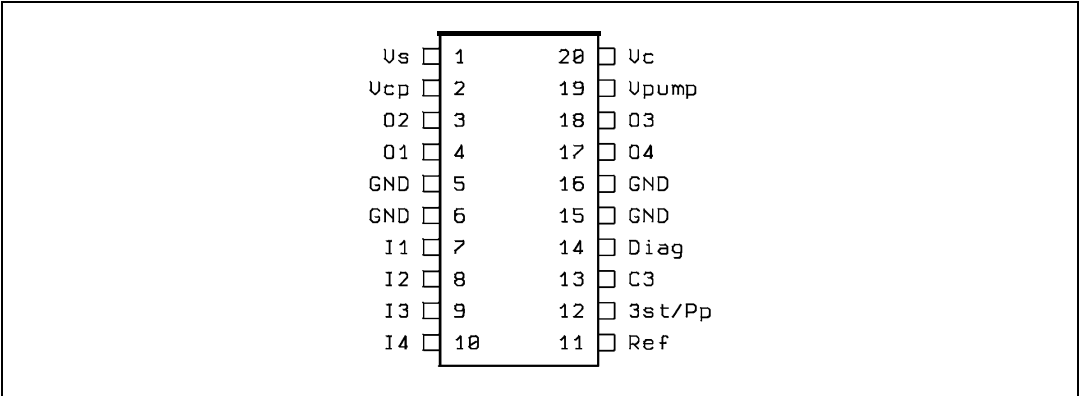 Vs 1 20 Vc
Vcp 2 19 Vpump
O2 3 18 O3
O1 4 17 O4
GND 5 16 GND
GND 6 15 GND
I1 7 14 Diag
I2 8 13 C3
I3 9 12 3st/Pp
I4 10 11 Ref